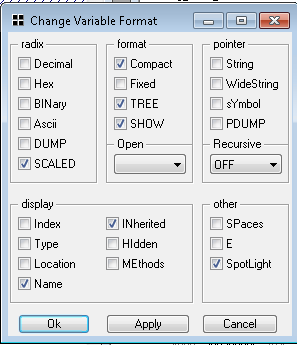 Change Variable Format
radix
Decimal
Hex
BINary
Ascii
DUMP
SCALED
format
Compact
Fixed
TREE
SHOW
Open
pointer
String
WideString
sYmbol
PDUMP
Recursive
OFF
display
Index
Type
Location
Name
INherited
HIdden
MEthods
other
SPaces
E
SpotLight
Ok
Apply
Cancel